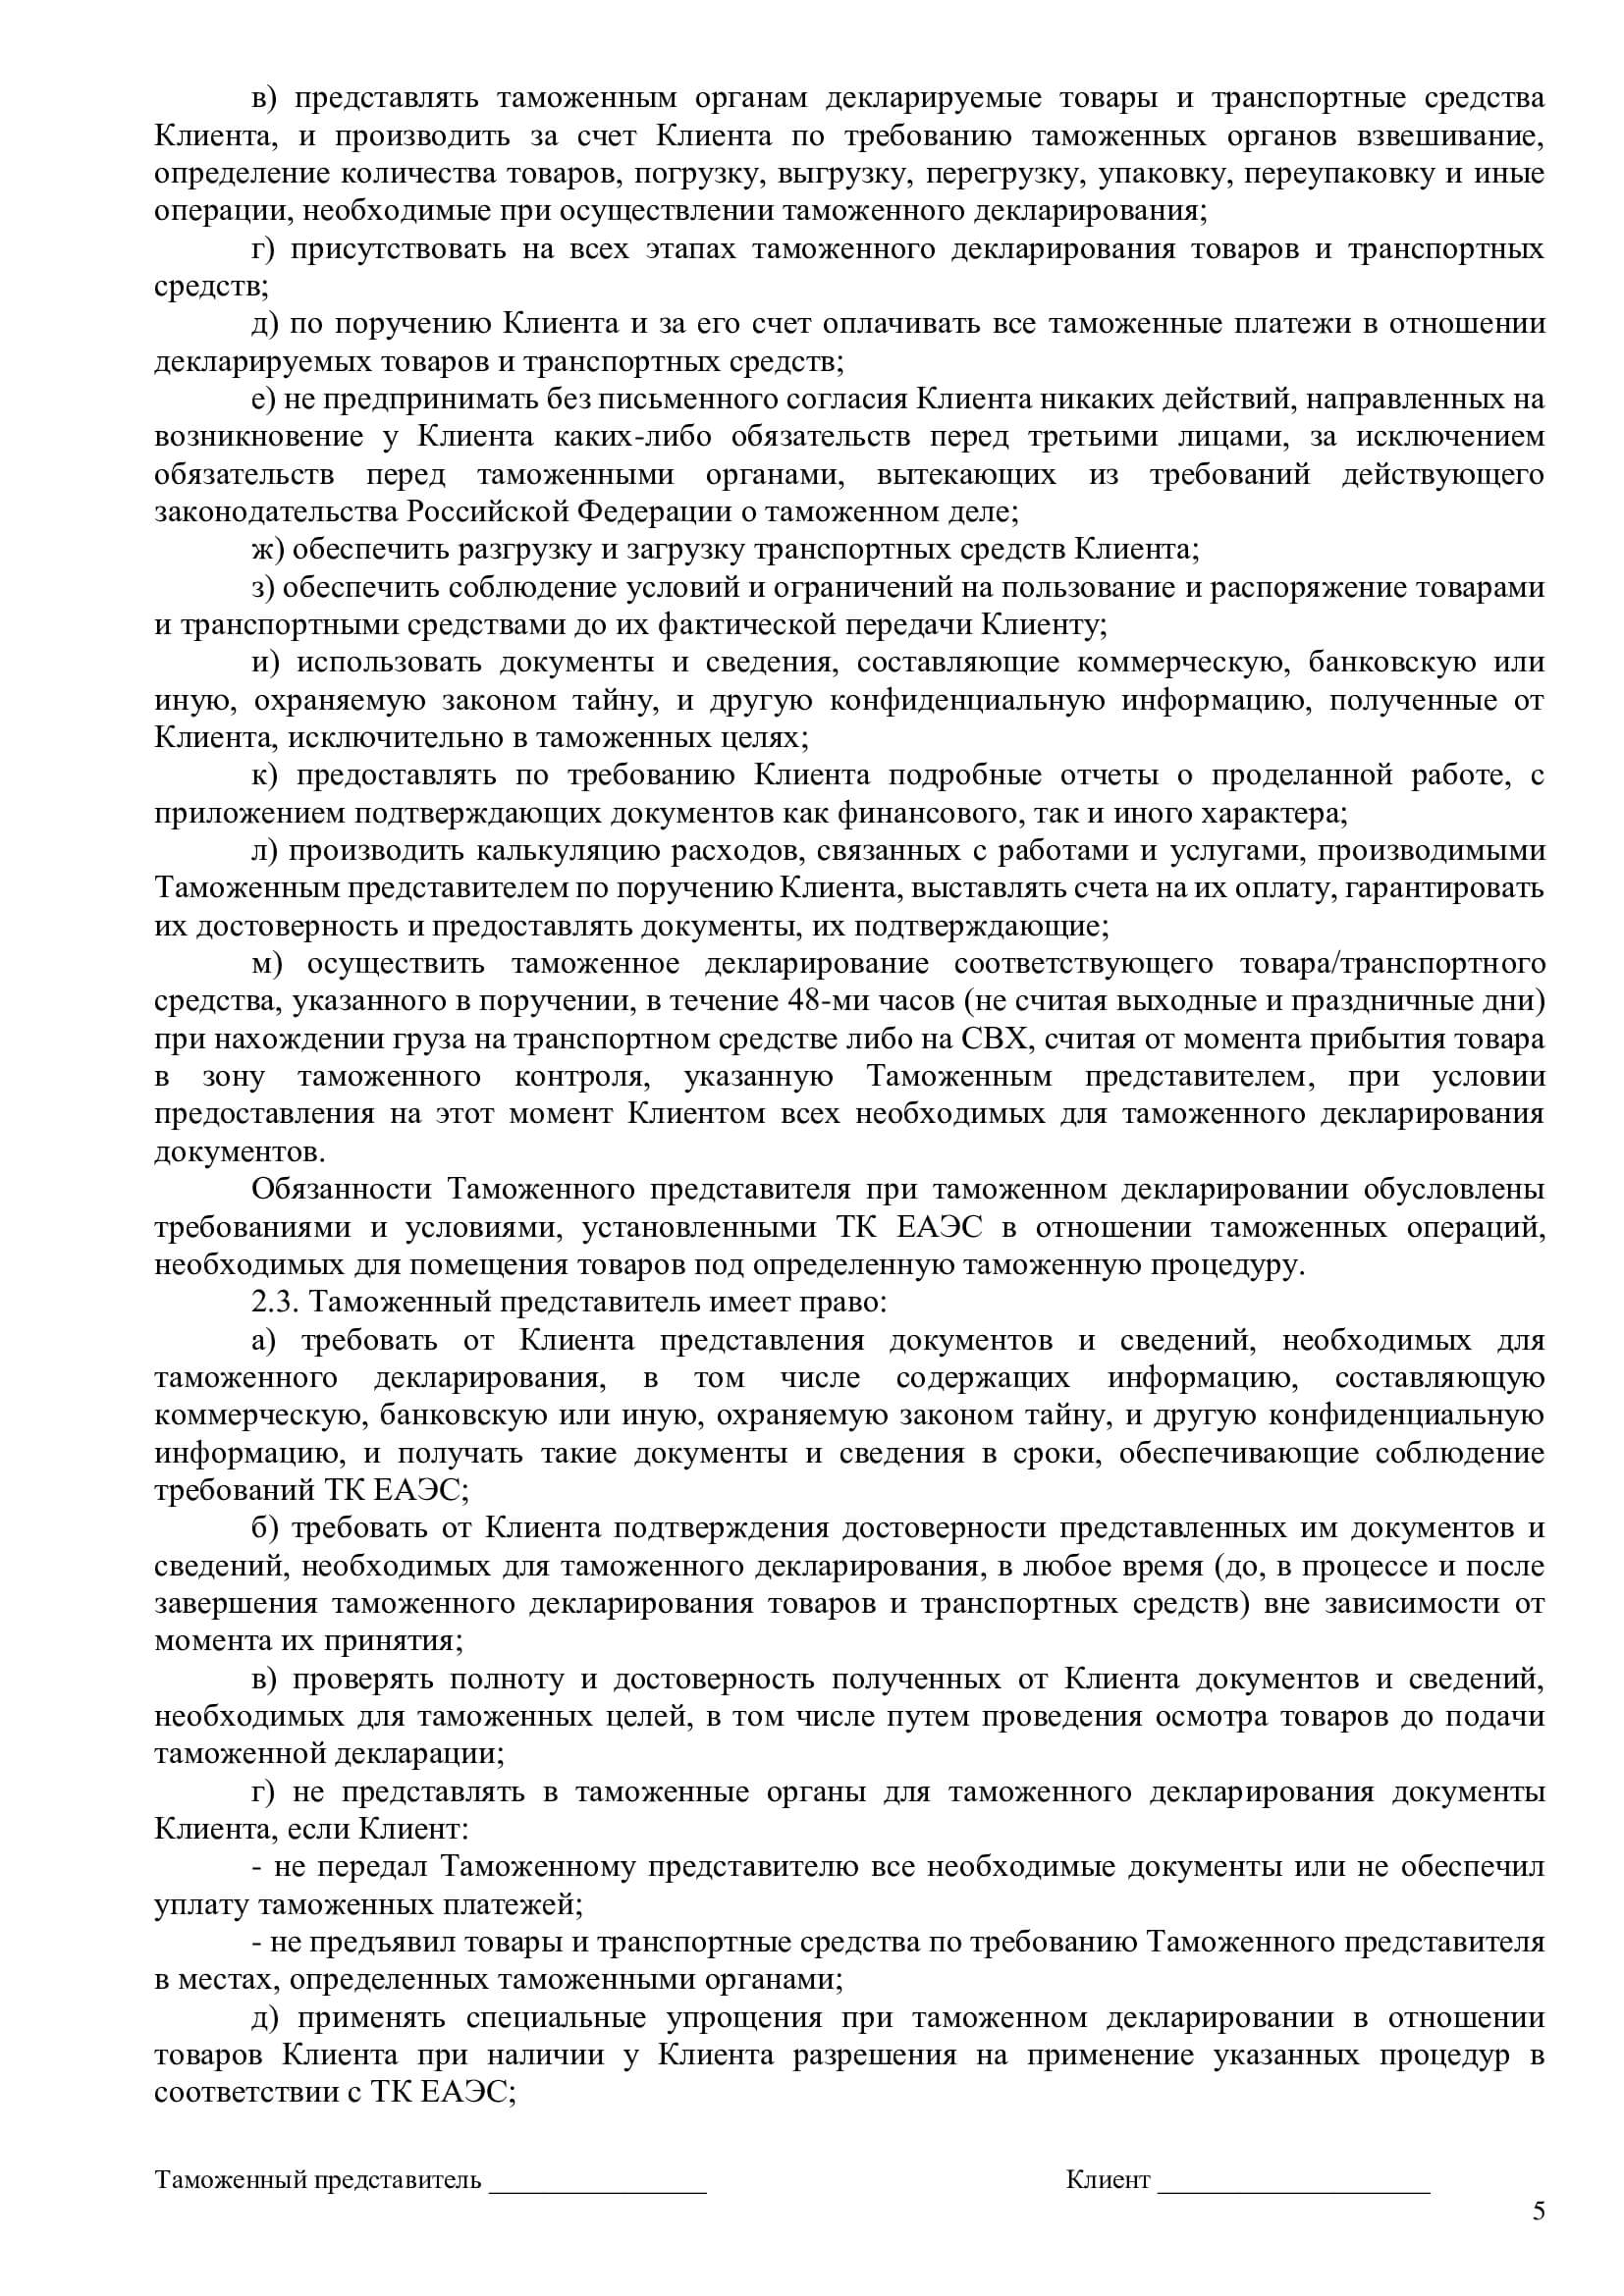 в) представлять таможенным органам декларируемые товары и транспортные средства
Клиента, и производить за счет Клиента по требованию таможенных органов взвешивание,
определение количества товаров, погрузку, выгрузку, перегрузку, упаковку, переупаковку и иные
операции, необходимые при осуществлении таможенного декларирования;
г) присутствовать на всех этапах таможенного декларирования товаров и транспортных
средств;
д) по поручению Клиента и за его счет оплачивать все таможенные платежи в отношении
декларируемых товаров и транспортных средств;
е) не предпринимать без письменного согласия Клиента никаких действий, направленных на
возникновение у Клиента каких-либо обязательств перед третьими лицами, за исключением
обязательств перед таможенными органами, вытекающих из требований действующего
законодательства Российской Федерации о таможенном деле;
ж) обеспечить разгрузку и загрузку транспортных средств Клиента;
з) обеспечить соблюдение условий и ограничений на пользование и распоряжение товарами
и транспортными средствами до их фактической передачи Клиенту;
и) использовать документы и сведения, составляющие коммерческую, банковскую или
иную, охраняемую законом тайну, и другую конфиденциальную информацию, полученные от
Клиента, исключительно в таможенных целях;
к) предоставлять по требованию Клиента подробные отчеты о проделанной работе, с
приложением подтверждающих документов как финансового, так и иного характера;
л) производить калькуляцию расходов, связанных с работами и услугами, производимыми
Таможенным представителем по поручению Клиента, выставлять счета на их оплату, гарантировать
их достоверность и предоставлять документы, их подтверждающие;
м) осуществить таможенное декларирование соответствующего товара/транспортного
средства, указанного в поручении, в течение 48-ми часов (не считая выходные и праздничные дни)
при нахождении груза на транспортном средстве либо на СВХ, считая от момента прибытия товара
в зону таможенного контроля, указанную Таможенным представителем, при условии
предоставления на этот момент Клиентом всех необходимых для таможенного декларирования
документов.
Обязанности Таможенного представителя при таможенном декларировании обусловлены
требованиями и условиями, установленными ТК ЕАЭС в отношении таможенных операций,
необходимых для помещения товаров под определенную таможенную процедуру.
2.3. Таможенный представитель имеет право:
а) требовать от Клиента представления документов и сведений, необходимых для
таможенного декларирования, в том числе содержащих информацию, составляющую
коммерческую, банковскую или иную, охраняемую законом тайну, и другую конфиденциальную
информацию, и получать такие документы и сведения в сроки, обеспечивающие соблюдение
требований ТК ЕАЭС;
б) требовать от Клиента подтверждения достоверности представленных им документов и
сведений, необходимых для таможенного декларирования, в любое время (до, в процессе и после
завершения таможенного декларирования товаров и транспортных средств) вне зависимости от
момента их принятия;
в) проверять полноту и достоверность полученных от Клиента документов и сведений,
необходимых для таможенных целей, в том числе путем проведения осмотра товаров до подачи
таможенной декларации;
г) не представлять в таможенные органы для таможенного декларирования документы
Клиента, если Клиент:
- не передал Таможенному представителю все необходимые документы или не обеспечил
уплату таможенных платежей;
- не предъявил товары и транспортные средства по требованию Таможенного представителя
в местах, определенных таможенными органами;
д) применять специальные упрощения при таможенном декларировании в отношении
товаров Клиента при наличии у Клиента разрешения на применение указанных процедур в
соответствии с ТК ЕАЭС;
Таможенный представитель ________________ Клиент ____________________
5